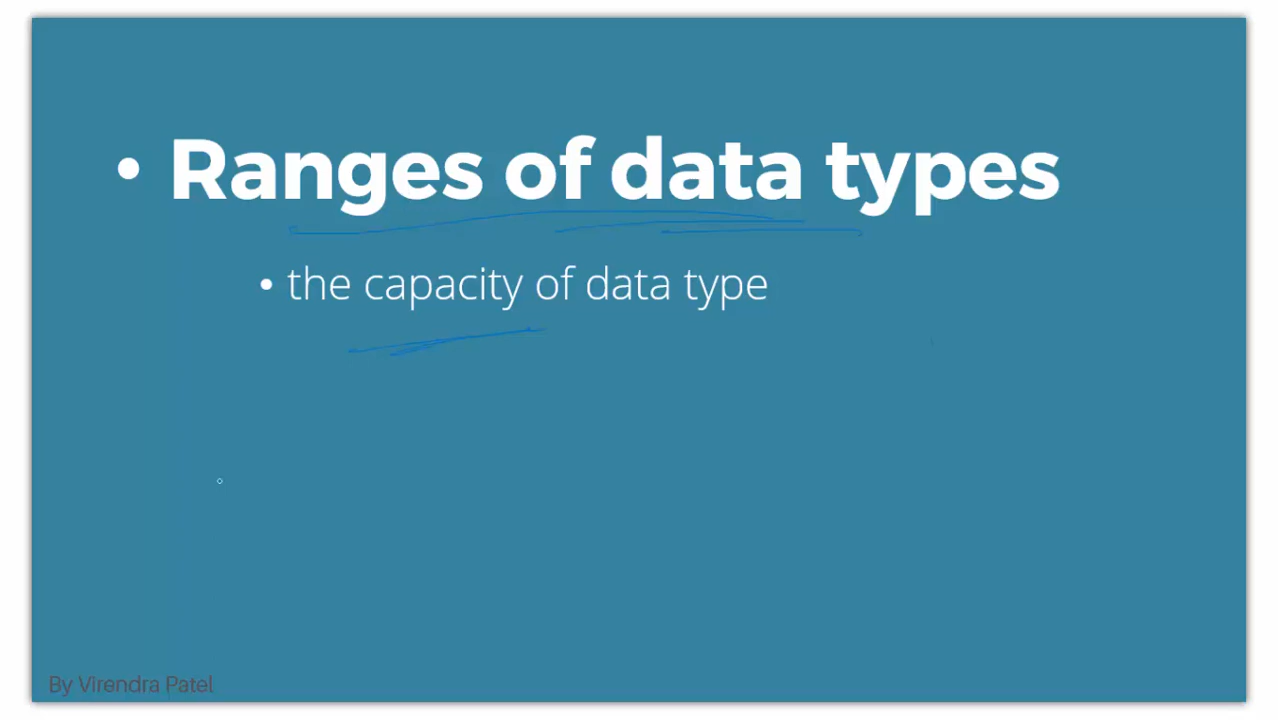 • Ranges of data types
• the capacity of data type
By Virendra Patel